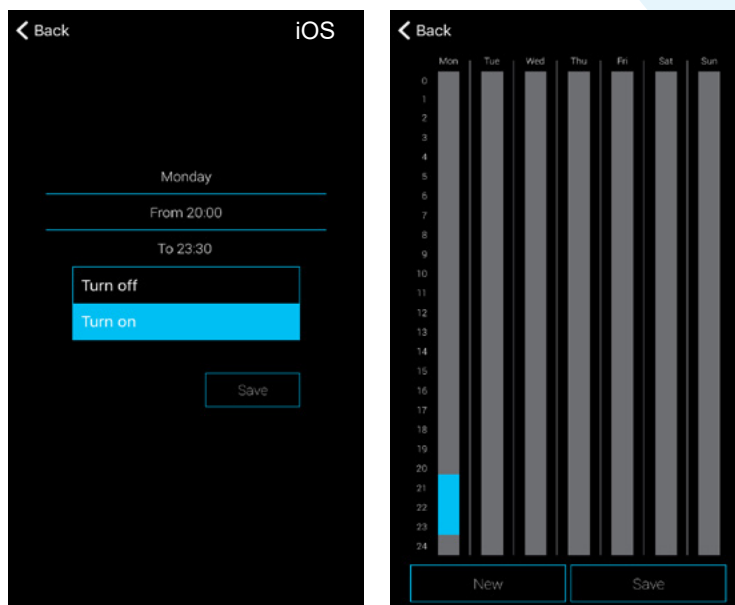 Back
iOS
Monday
From 20:00
To 23:30
Turn off
Turn on
Save
Back
Mon Tue Wed Thu Fri Sat Sun
0
1
2
3
4
5
6
7
8
9
10
11
12
13
14
15
16
17
18
19
20
21
22
23
24
New Save